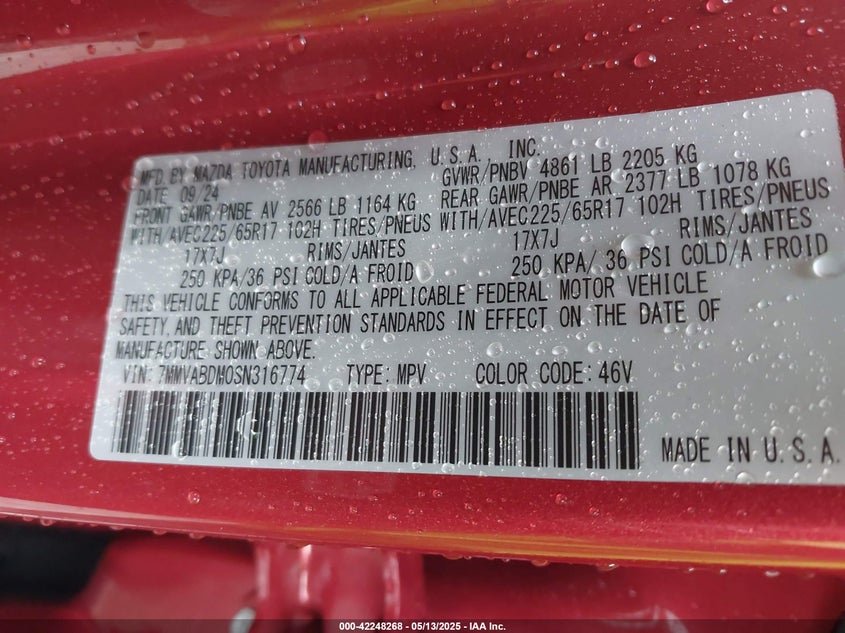 MFD BY MAZDA TOYOTA MANUFACTURING, U.S.A. INC.
DATE 09/24 GVWR/PNBV 4861 LB 2205 KG
FRONT GAWR/PNBE AV 2566 LB 1164 KG REAR GAWR/PNBE AR 2377 LB 1078 KG
WITH/AVEC225/65R17 102H TIRES/PNEUS WITH/AVEC225/65R17 102H TIRES/PNEUS
17X7J RIMS/JANTES 17X7J RIMS/JANTES
250 KPA/36 PSI COLD/A FROID 250 KPA/ 36 PSI COLD/A FROID
THIS VEHICLE CONFORMS TO ALL APPLICABLE FEDERAL MOTOR VEHICLE
SAFETY, AND THEFT PREVENTION STANDARDS IN EFFECT ON THE DATE OF
MANUFACTURE SHOWN ABOVE.
VIN: 7MMVABDM0SN316774 TYPE: MPV COLOR CODE: 46V
MADE IN U.S.A.
000-42248268 - 05/13/2025 - IAA Inc.